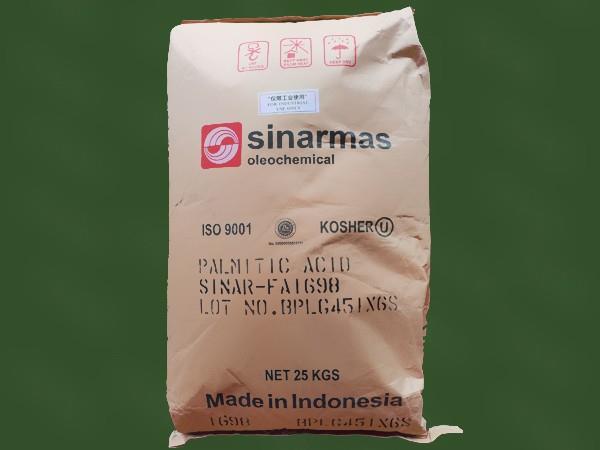 "仅限工业使用"
FOR INDUSTRIAL
USE ONLY
sinarmas
oleochemical
ISO 9001
KOSHER U
PALMITIC ACID
SINAR-FA1698
LOT NO.BPLG451X6S
NET 25 KGS
Made in Indonesia
1698 BPLG451X6S